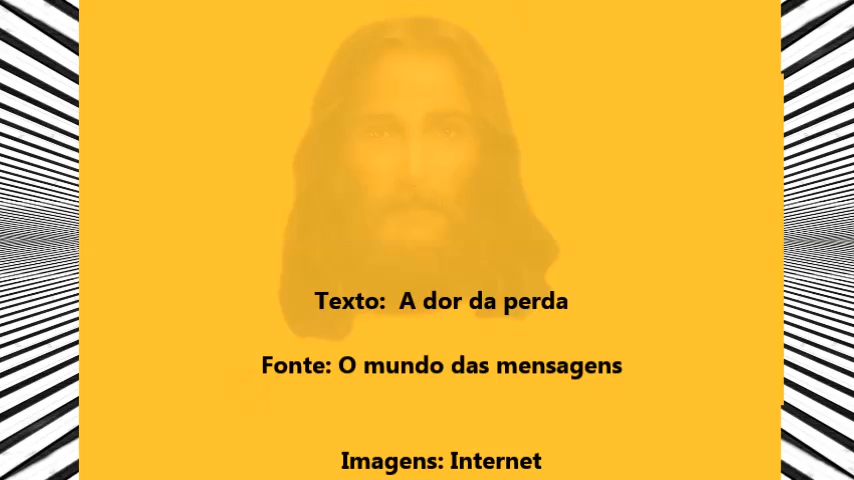 Texto:  A dor da perda
Fonte: O mundo das mensagens
Imagens: Internet